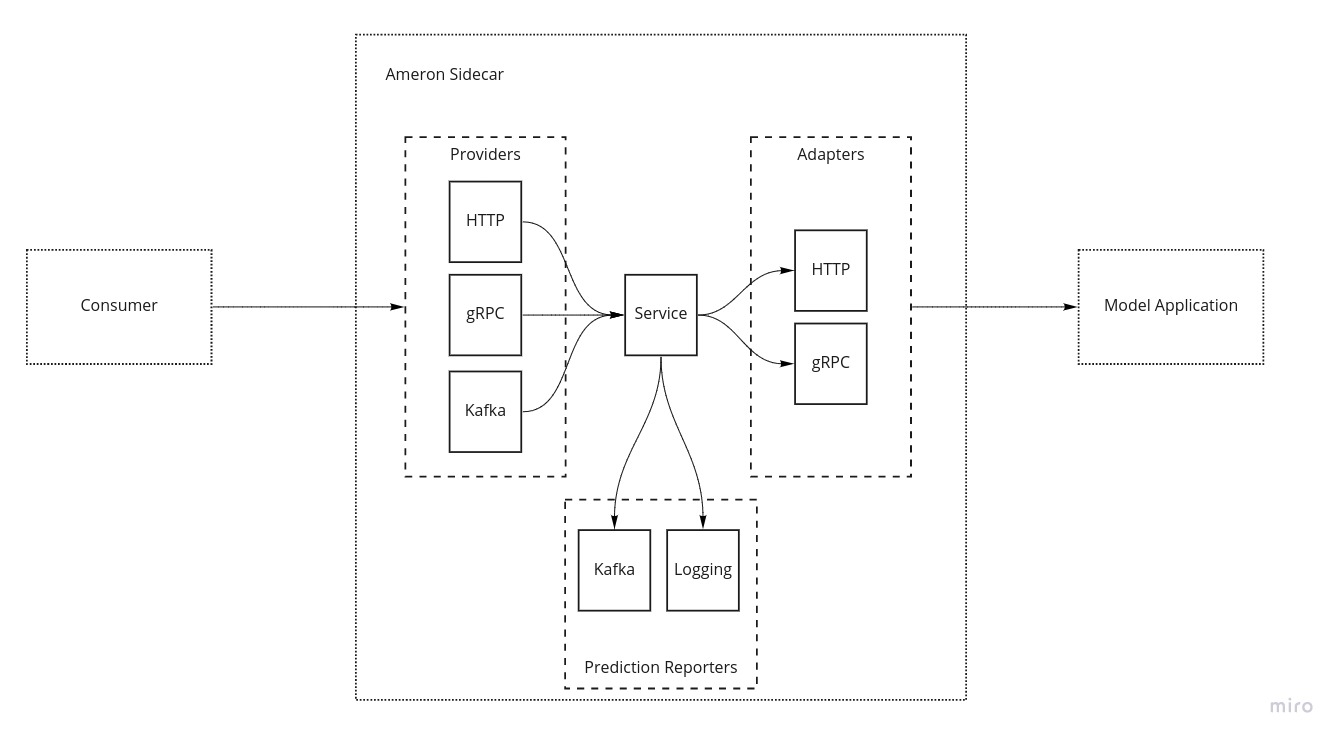 Ameron Sidecar
Providers
Adapters
HTTP
HTTP
Consumer
gRPC
Service
Model Application
gRPC
Kafka
Kafka
Logging
Prediction Reporters
miro